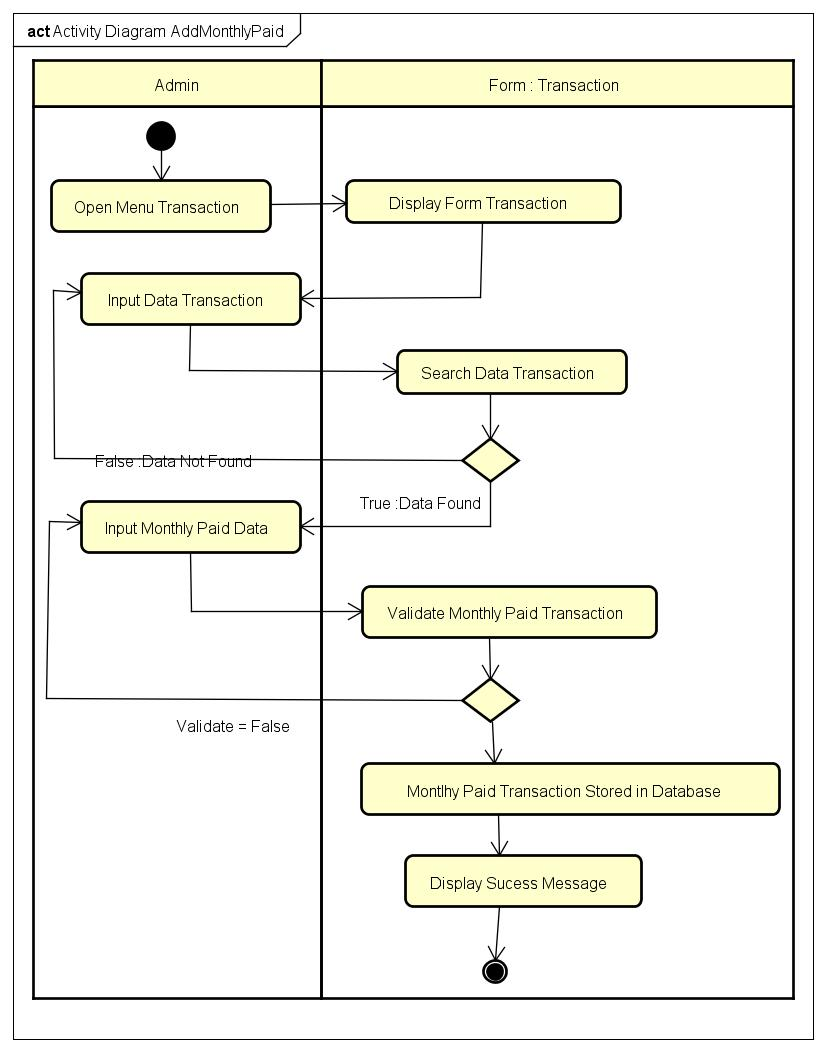 act Activity Diagram AddMonthlyPaid
Admin
Form : Transaction
Open Menu Transaction
Display Form Transaction
Input Data Transaction
Search Data Transaction
False :Data Not Found
True :Data Found
Input Monthly Paid Data
Validate Monthly Paid Transaction
Validate = False
Montlhy Paid Transaction Stored in Database
Display Sucess Message